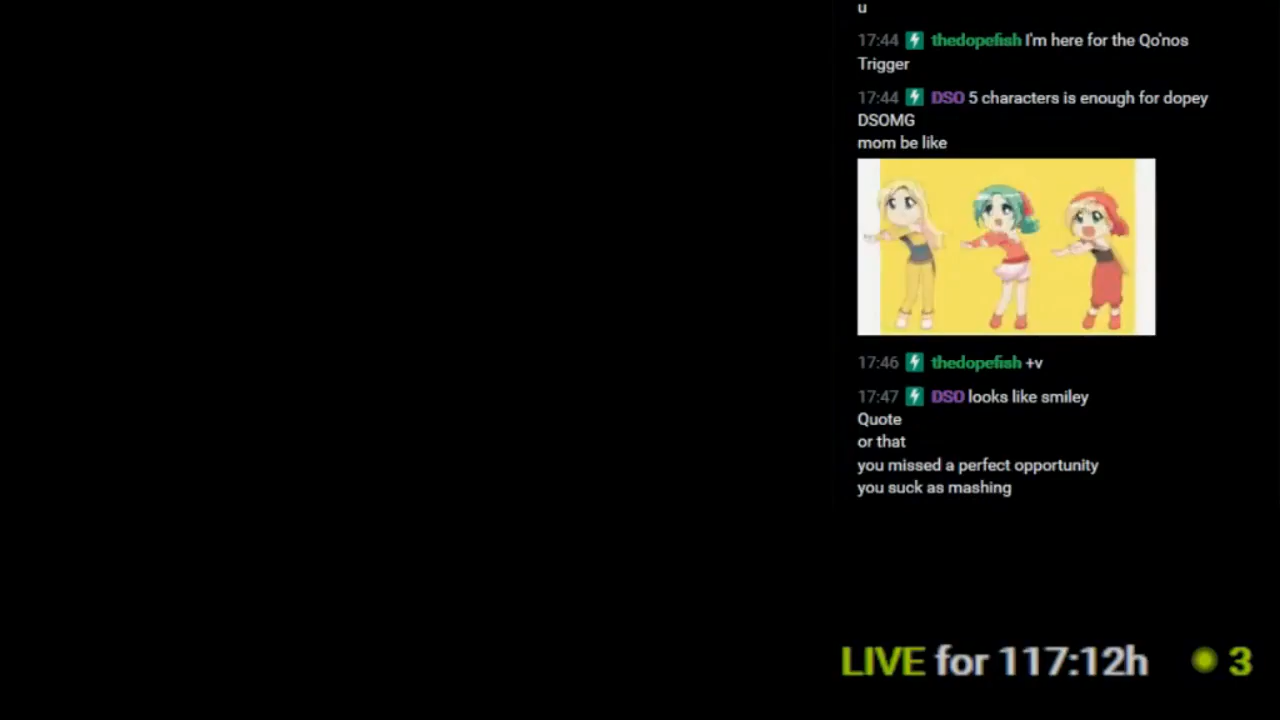 u
17:44 thedopefish I'm here for the Qo'nos
Trigger
17:44 DSO 5 characters is enough for dopey
DSOMG
mom be like
17:46 thedopefish +v
17:47 DSO looks like smiley
Quote
or that
you missed a perfect opportunity
you suck as mashing
LIVE for 117:12h 3